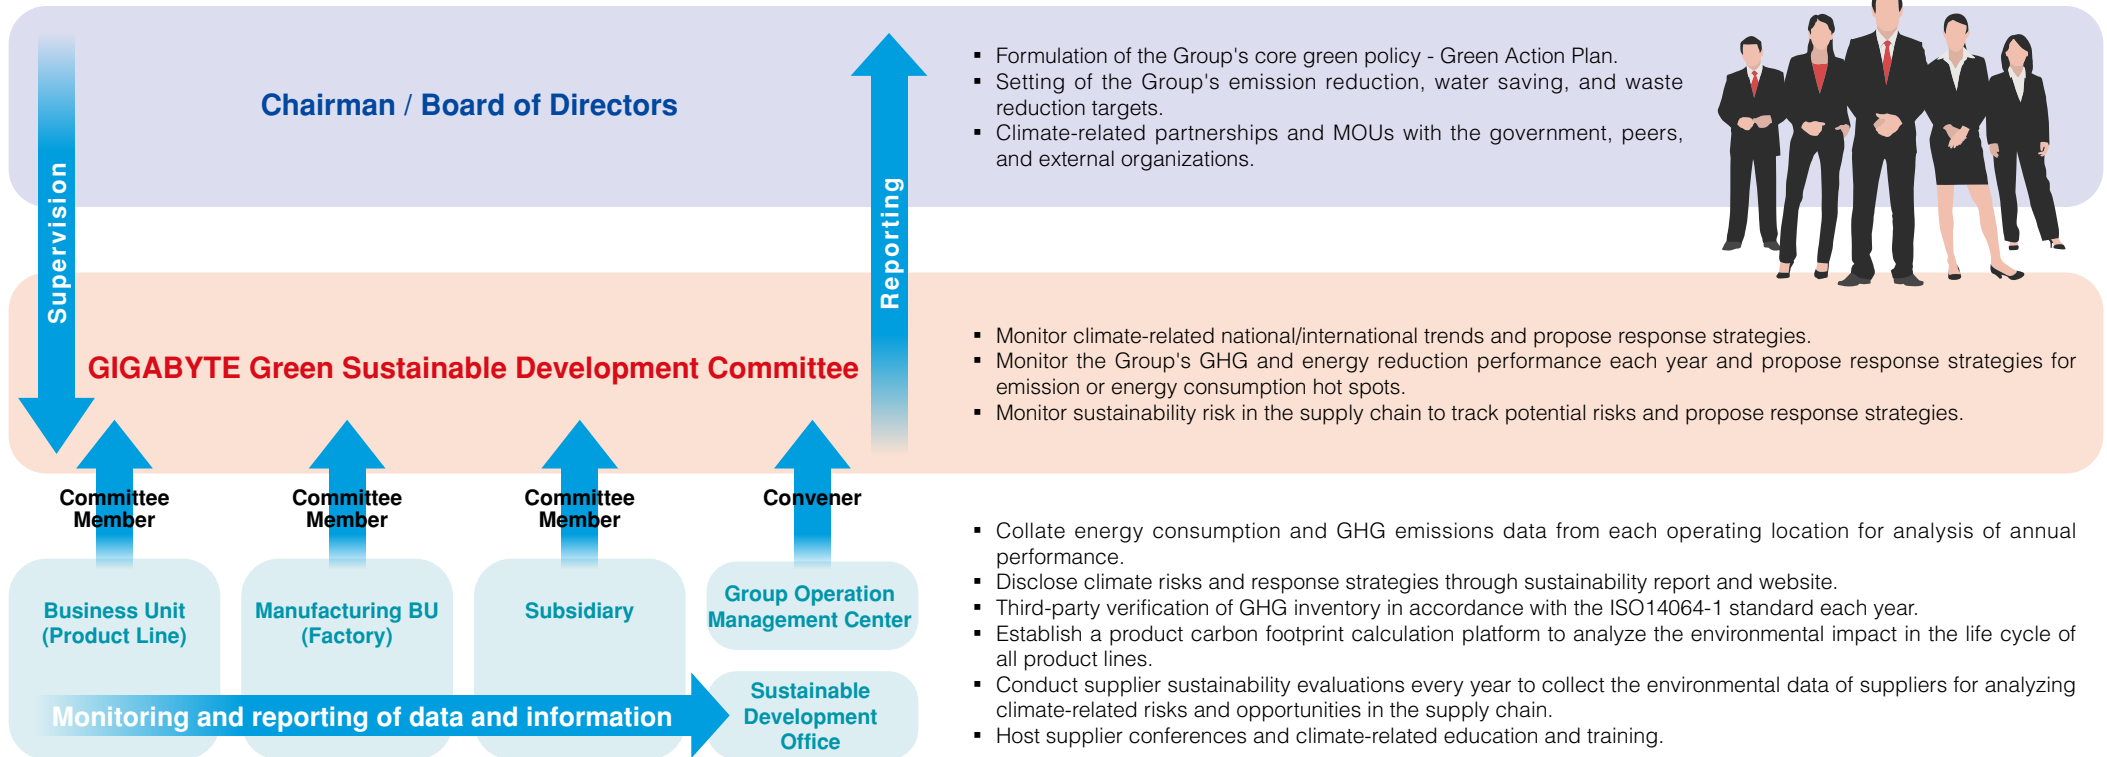 Supervision
Chairman / Board of Directors
Reporting
▪ Formulation of the Group's core green policy - Green Action Plan.
▪ Setting of the Group's emission reduction, water saving, and waste
reduction targets.
▪ Climate-related partnerships and MOUs with the government, peers,
and external organizations.
GIGABYTE Green Sustainable Development Committee
▪ Monitor climate-related national/international trends and propose response strategies.
▪ Monitor the Group's GHG and energy reduction performance each year and propose response strategies for
emission or energy consumption hot spots.
▪ Monitor sustainability risk in the supply chain to track potential risks and propose response strategies.
Committee
Member
Committee
Member
Committee
Member
Convener
Business Unit
(Product Line)
Manufacturing BU
(Factory)
Subsidiary
Group Operation
Management Center
Monitoring and reporting of data and information
Sustainable
Development
Office
▪ Collate energy consumption and GHG emissions data from each operating location for analysis of annual
performance.
▪ Disclose climate risks and response strategies through sustainability report and website.
▪ Third-party verification of GHG inventory in accordance with the ISO14064-1 standard each year.
▪ Establish a product carbon footprint calculation platform to analyze the environmental impact in the life cycle of
all product lines.
▪ Conduct supplier sustainability evaluations every year to collect the environmental data of suppliers for analyzing
climate-related risks and opportunities in the supply chain.
▪ Host supplier conferences and climate-related education and training.